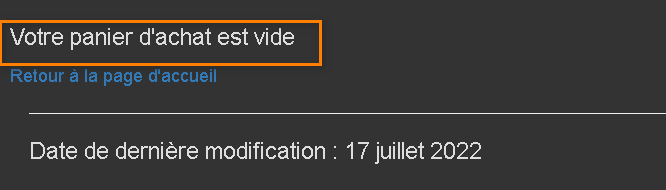 Votre panier d'achat est vide
Retour à la page d'accueil
Date de dernière modification : 17 juillet 2022